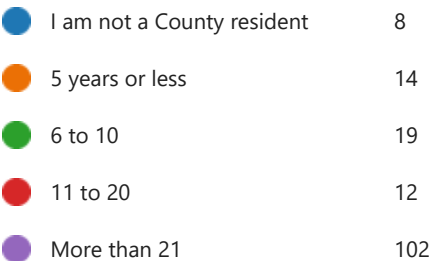 I am not a County resident 8
5 years or less 14
6 to 10 19
11 to 20 12
More than 21 102